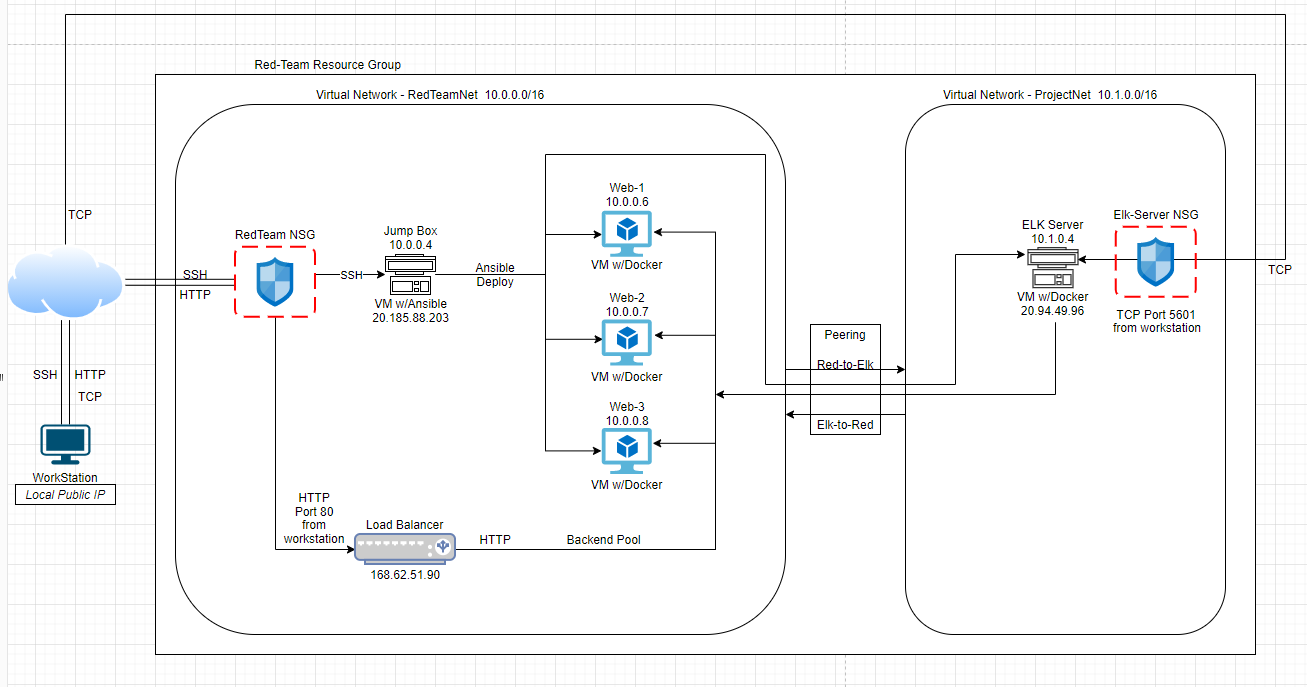 Red-Team Resource Group
Virtual Network - RedTeamNet  10.0.0.0/16
Virtual Network - ProjectNet  10.1.0.0/16
TCP
SSH
HTTP
SSH
HTTP
TCP
WorkStation
Local Public IP
RedTeam NSG
SSH
Jump Box
10.0.0.4
VM w/Ansible
20.185.88.203
Ansible
Deploy
Web-1
10.0.0.6
VM w/Docker
Web-2
10.0.0.7
VM w/Docker
Web-3
10.0.0.8
VM w/Docker
HTTP
Port 80
from
workstation
Load Balancer
168.62.51.90
HTTP
Backend Pool
Peering
Red-to-Elk
Elk-to-Red
ELK Server
10.1.0.4
VM w/Docker
20.94.49.96
Elk-Server NSG
TCP Port 5601
from workstation
TCP